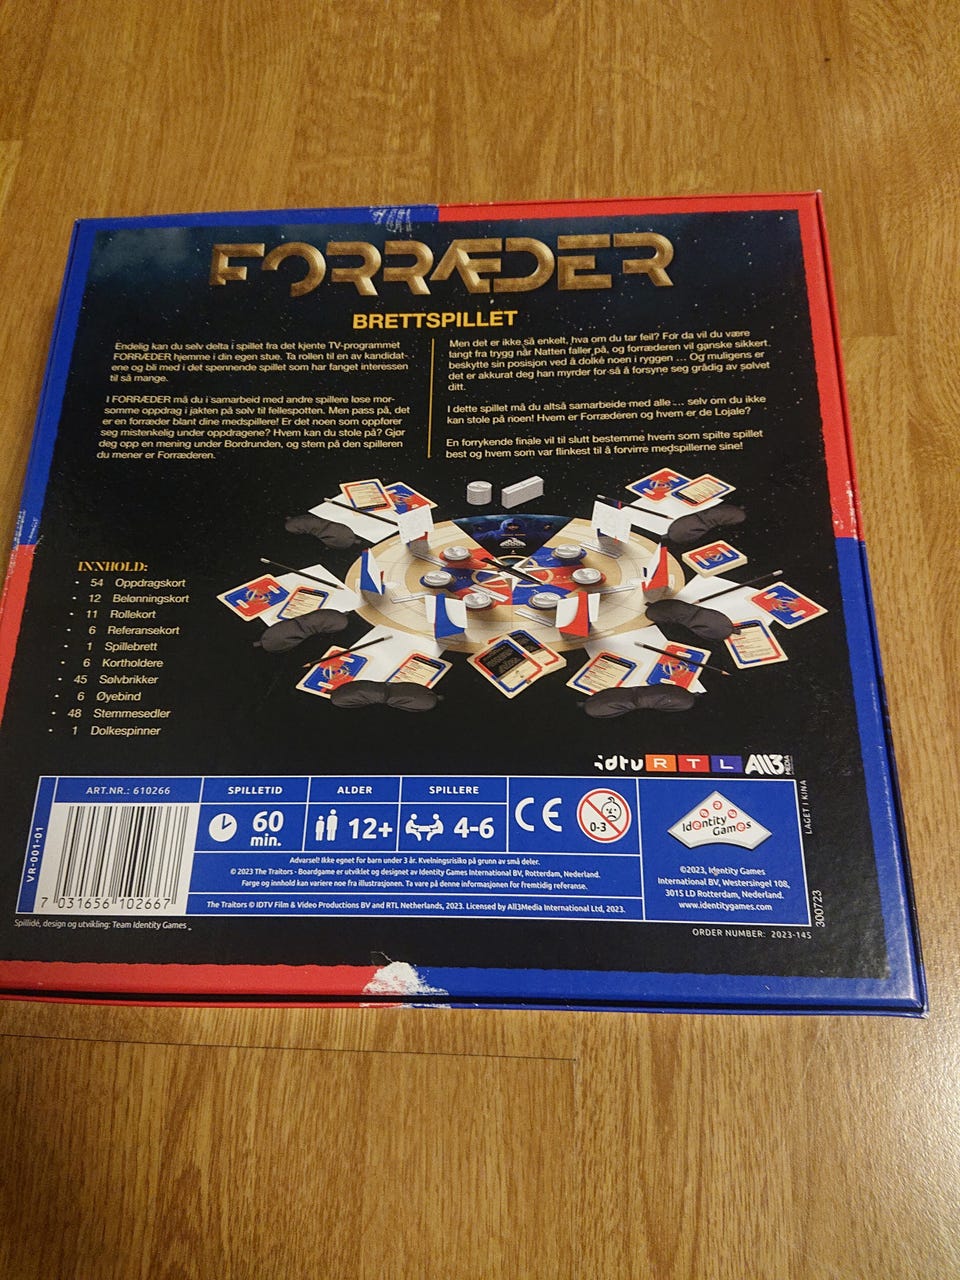 FORRÆDER
BRETTSPILLET
Endelig kan du selv delta i spillet fra det kjente TV-programmet
FORRÆDER hjemme i din egen stue. Ta rollen til en av kandidat-
ene og bli med i det spennende spillet som har fanget interessen
til så mange.
I FORRÆDER må du i samarbeid med andre spillere løse mor-
somme oppdrag i jakten på sølv til fellespotten. Men pass på, det
er en forræder blant dine medspillere! Er det noen som oppfører
seg mistenkelig under oppdragene? Hvem kan du stole på? Gjør
deg opp en mening under Bordrunden, og stem på den spilleren
du mener er Forræderen.
Men det er ikke så enkelt, hva om du tar feil? Før da vil du være
langt fra trygg når Natten faller på, og forræderen vil ganske sikkert
beskytte sin posisjon ved å dolke noen i ryggen ... Og muligens er
det er akkurat deg han myrder for så å forsyne seg grådig av sølvet
ditt.
I dette spillet må du altså samarbeide med alle ... selv om du ikke
kan stole på noen! Hvem er Forræderen og hvem er de Lojale?
En forrykende finale vil til slutt bestemme hvem som spilte spillet
best og hvem som var flinkest til å forvirre medspillerne sine!
INNHOLD:
• 54 Oppdragskort
• 12 Belønningskort
• 11 Rollekort
• 6 Referansekort
• 1 Spillebrett
• 6 Kortholdere
• 45 Sølvbrikker
• 6 Øyebind
• 48 Stemmesedler
• 1 Dolkespinner
idtv RTL All3 MEDIA
VR-001-01
ART.NR.: 610266
7 031656 102667
SPILLETID
60
min.
ALDER
12+
SPILLERE
4-6
CE
0-3
Advarsel! Ikke egnet for barn under 3 år. Kvelningsrisiko på grunn av små deler.
©2023 The Traitors - Boardgame er utviklet og designet av Identity Games International BV, Rotterdam, Nederland.
Farge og innhold kan variere noe fra illustrasjonen. Ta vare på denne informasjonen for fremtidig referanse.
The Traitors © IDTV Film & Video Productions BV and RTL Netherlands, 2023. Licensed by All3Media International Ltd, 2023.
Identity
Games
©2023, Identity Games
International BV, Westersingel 108,
3015 LD Rotterdam, Nederland.
www.identitygames.com
LAGET I KINA
300723
Spillidé, design og utvikling: Team Identity Games
ORDER NUMBER: 2023-145